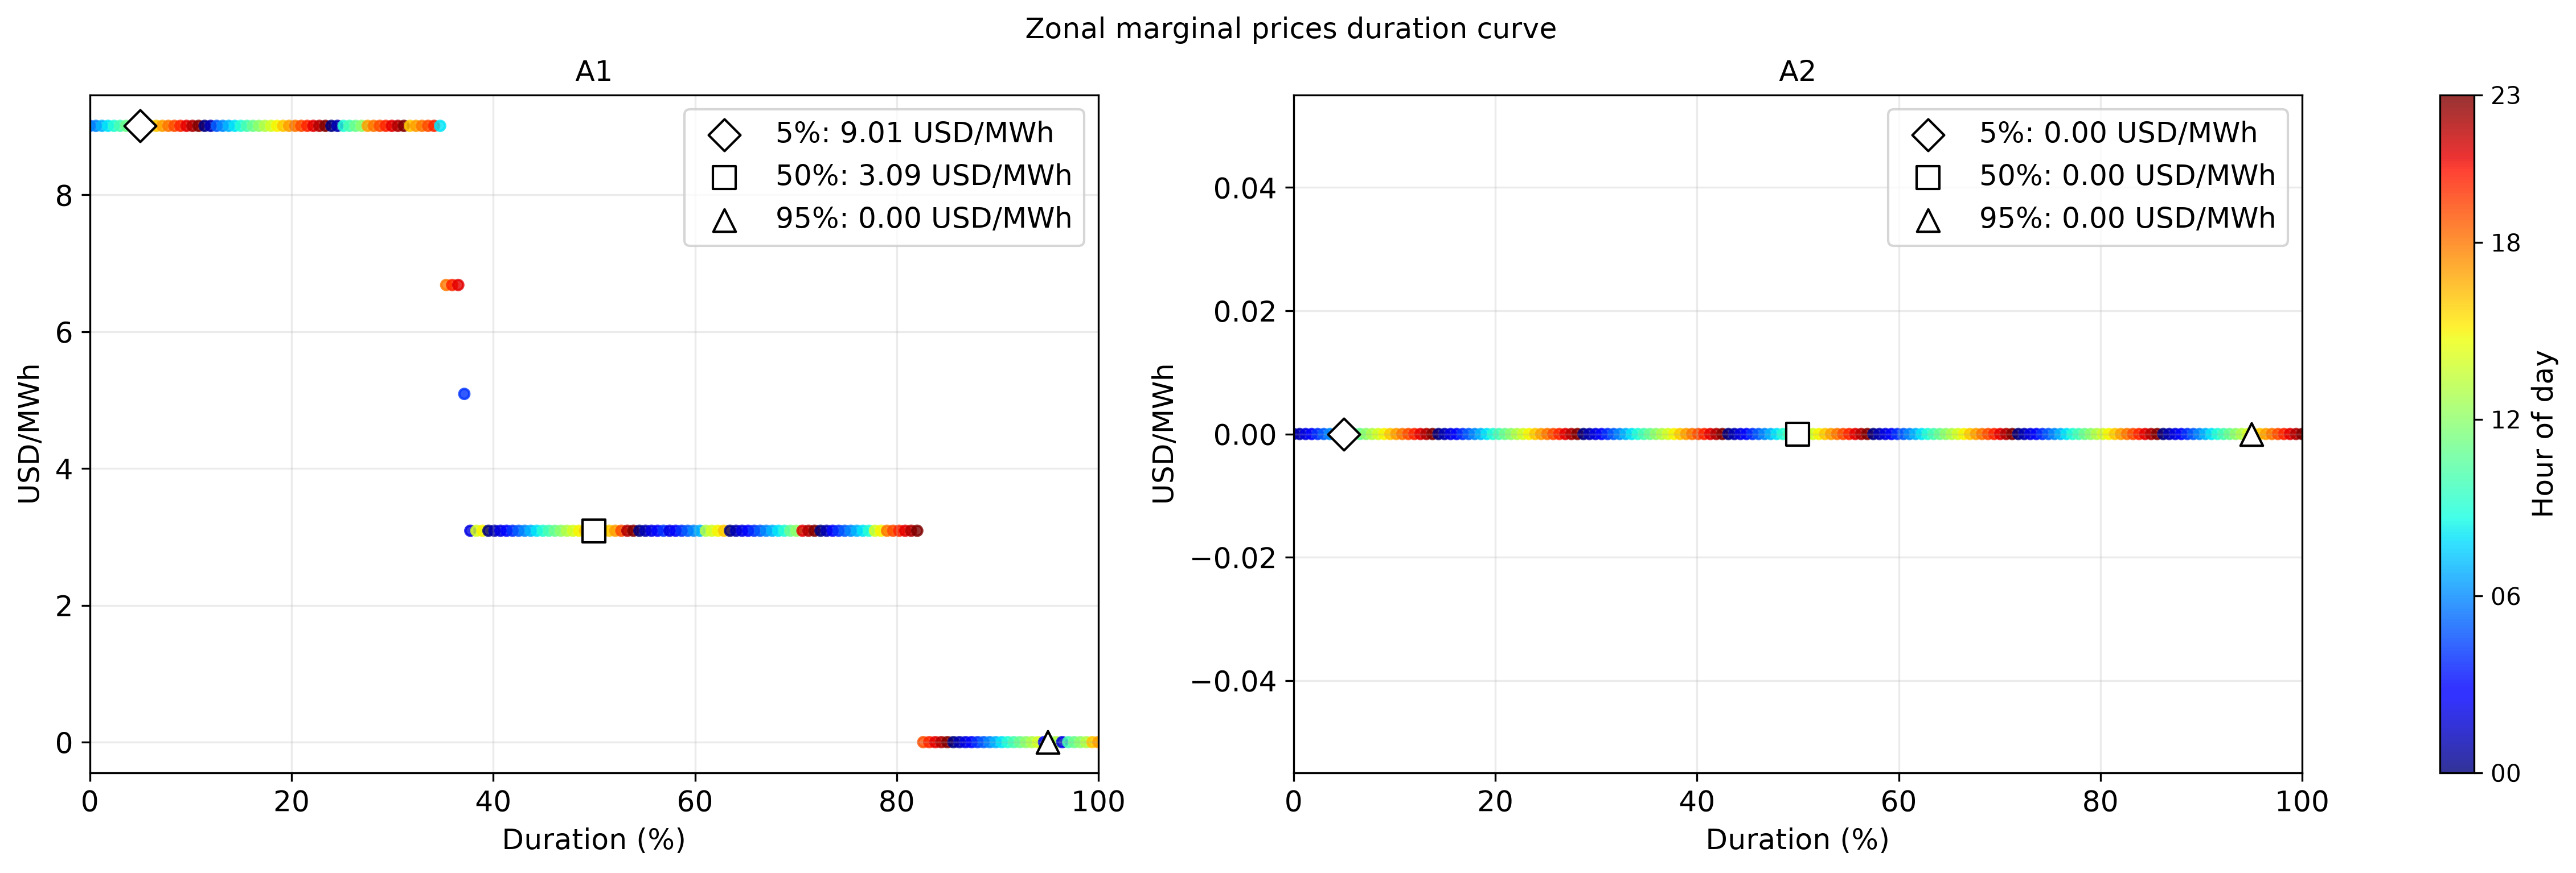 Zonal marginal prices duration curve
A1
8
6
4
2
0
0 20 40 60 80 100
USD/MWh
Duration (%)
5%: 9.01 USD/MWh
50%: 3.09 USD/MWh
95%: 0.00 USD/MWh
A2
0.04
0.02
0.00
−0.02
−0.04
0 20 40 60 80 100
USD/MWh
Duration (%)
5%: 0.00 USD/MWh
50%: 0.00 USD/MWh
95%: 0.00 USD/MWh
23
18
12
06
00
Hour of day